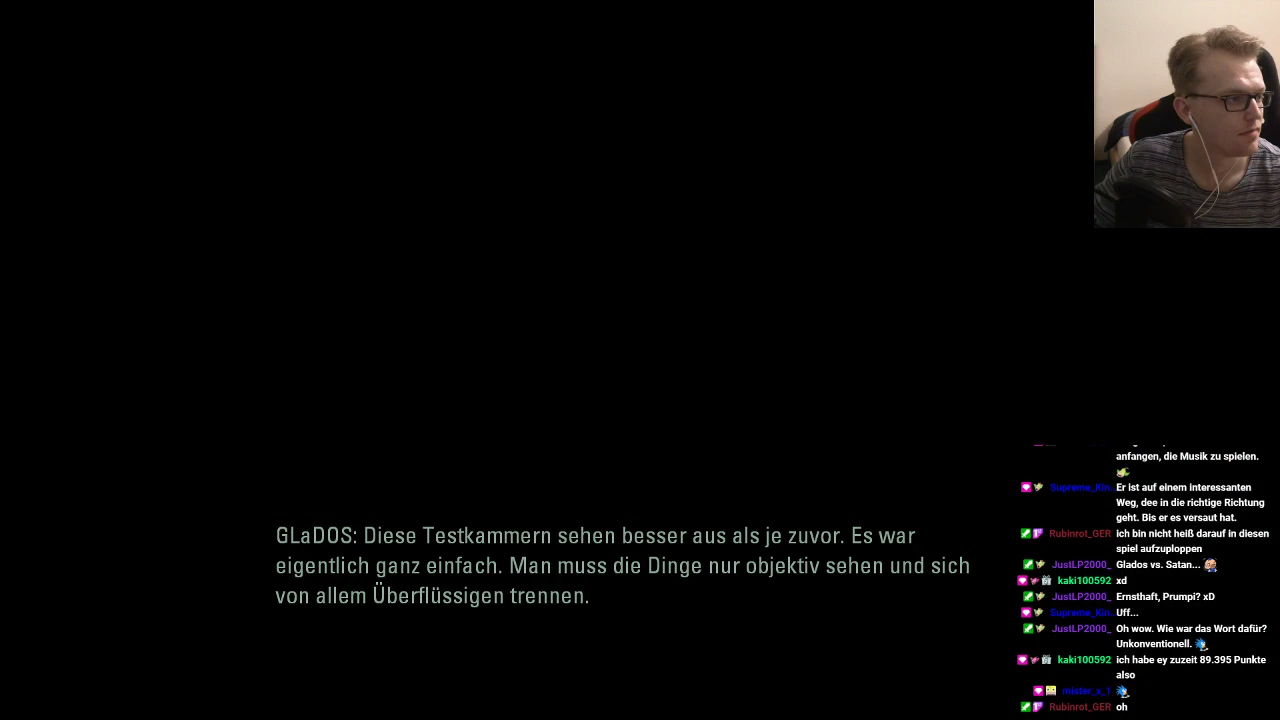 GLaDOS: Diese Testkammern sehen besser aus als je zuvor. Es war
eigentlich ganz einfach. Man muss die Dinge nur objektiv sehen und sich
von allem Überflüssigen trennen.
anfangen, die Musik zu spielen.
Supreme_Kin... Er ist auf einem interessanten
Weg, dee in die richtige Richtung
geht. Bis er es versaut hat.
Rubinrot_GER Ich bin nicht heiß darauf in diesen
spiel aufzuploppen
JustLP2000_ Glados vs. Satan...
kaki100592 xd
JustLP2000_ Ernsthaft, Prumpi? xD
Supreme_Kin... Uff...
JustLP2000_ Oh wow. Wie war das Wort dafür?
Unkonventionell.
kaki100592 ich habe ey zuzeit 89.395 Punkte
also
mister_x_1
Rubinrot_GER oh